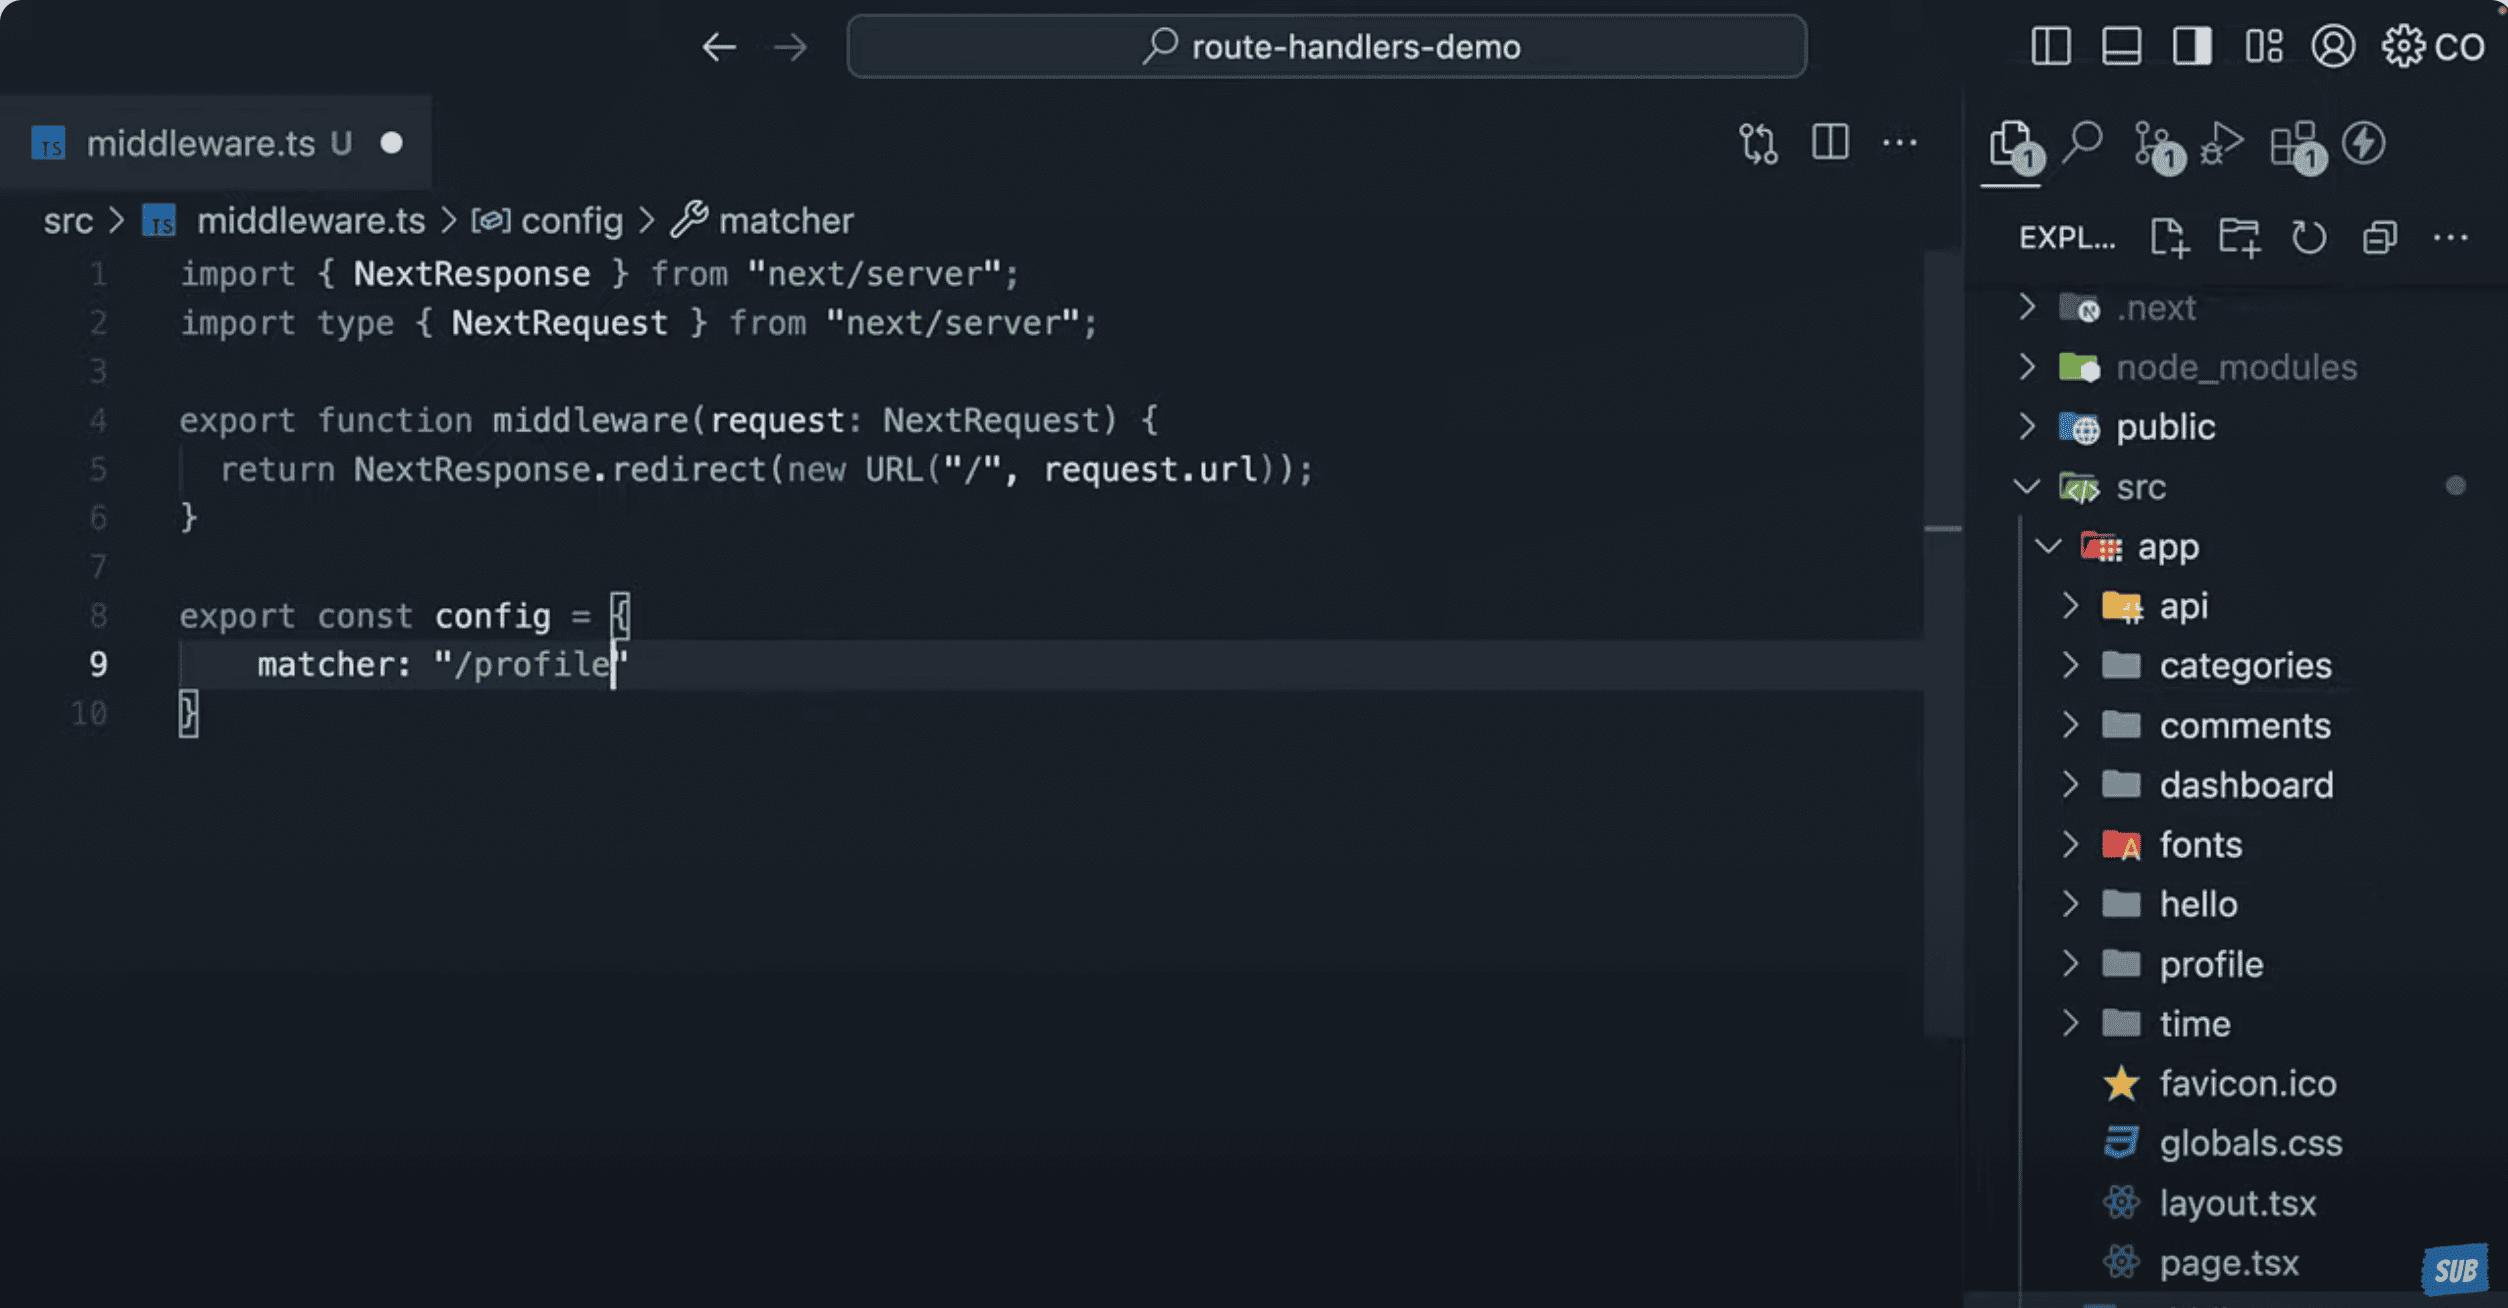 route-handlers-demo
CO
TS middleware.ts U
1 1 1
src > TS middleware.ts > config > matcher
EXPL...
1 import { NextResponse } from "next/server";
2 import type { NextRequest } from "next/server";
3
4 export function middleware(request: NextRequest) {
5 return NextResponse.redirect(new URL("/", request.url));
6 }
7
8 export const config = {
9 matcher: "/profile"
10 }
.next
node_modules
public
src
app
api
categories
comments
dashboard
fonts
hello
profile
time
favicon.ico
globals.css
layout.tsx
page.tsx
SUB